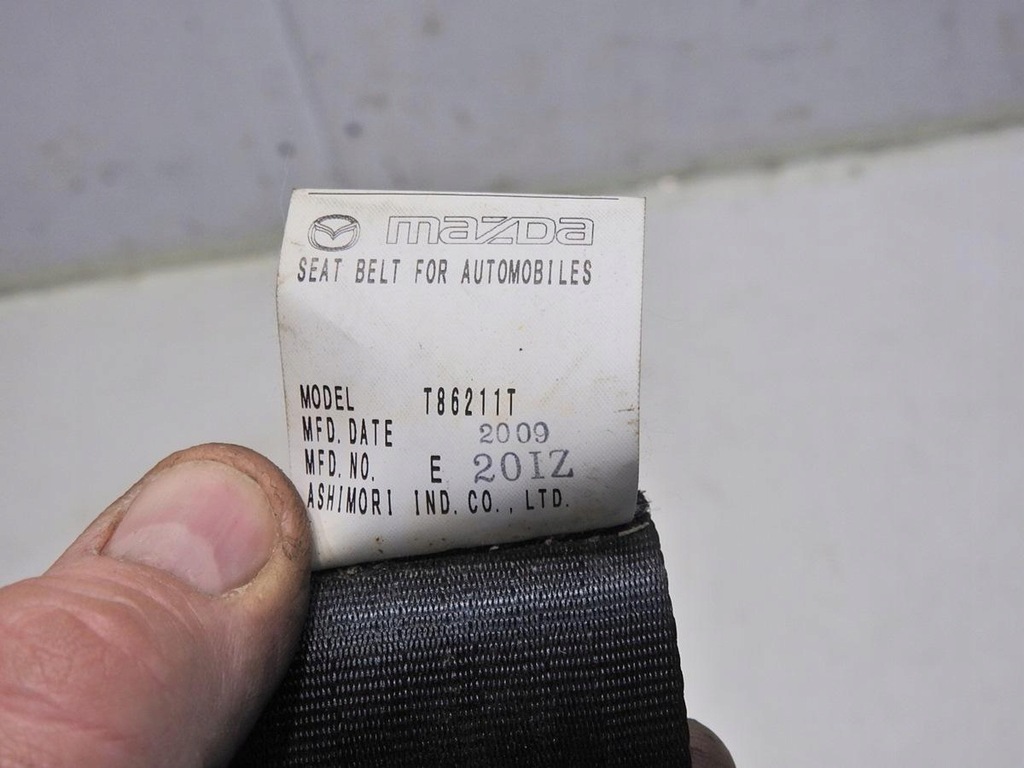 mazda
SEAT BELT FOR AUTOMOBILES
MODEL T86211T
MFD. DATE 2009
MFD. NO. E 20IZ
ASHIMORI IND. CO., LTD.